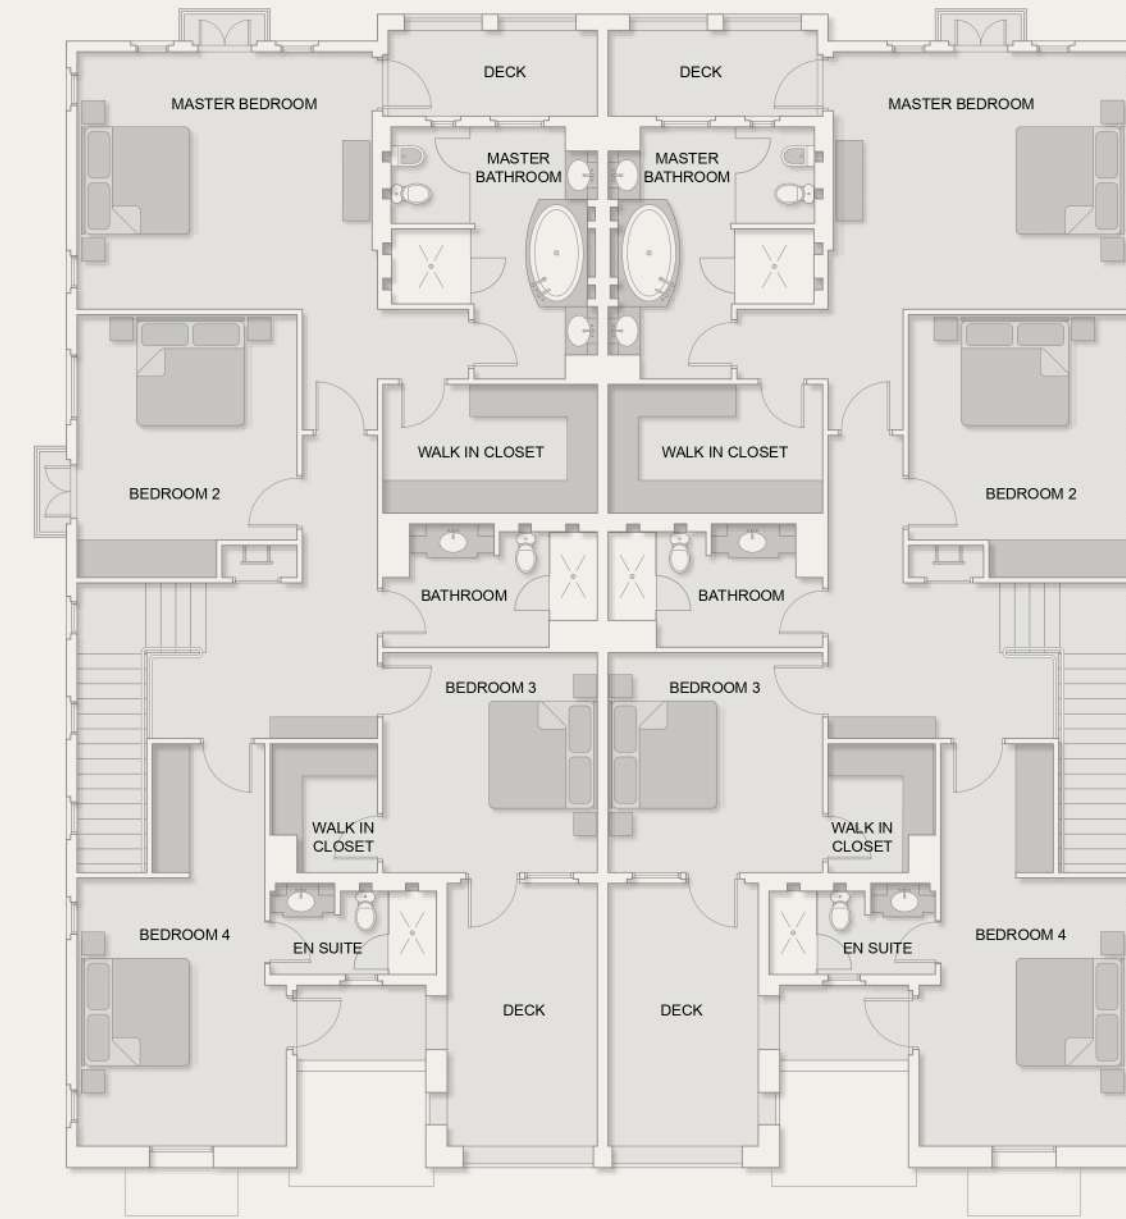 DECK
DECK
MASTER BEDROOM
MASTER BEDROOM
MASTER
BATHROOM
MASTER
BATHROOM
WALK IN CLOSET
WALK IN CLOSET
BEDROOM 2
BEDROOM 2
BATHROOM
BATHROOM
BEDROOM 3
BEDROOM 3
WALK IN
CLOSET
WALK IN
CLOSET
BEDROOM 4
BEDROOM 4
EN SUITE
EN SUITE
DECK
DECK